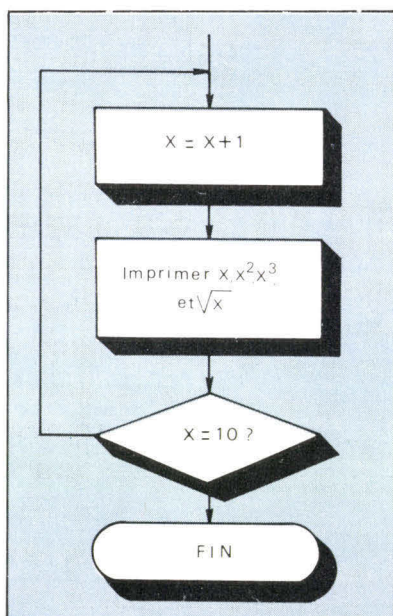 X = X+1
Imprimer x,x²x³
et √x
X = 10 ?
FIN